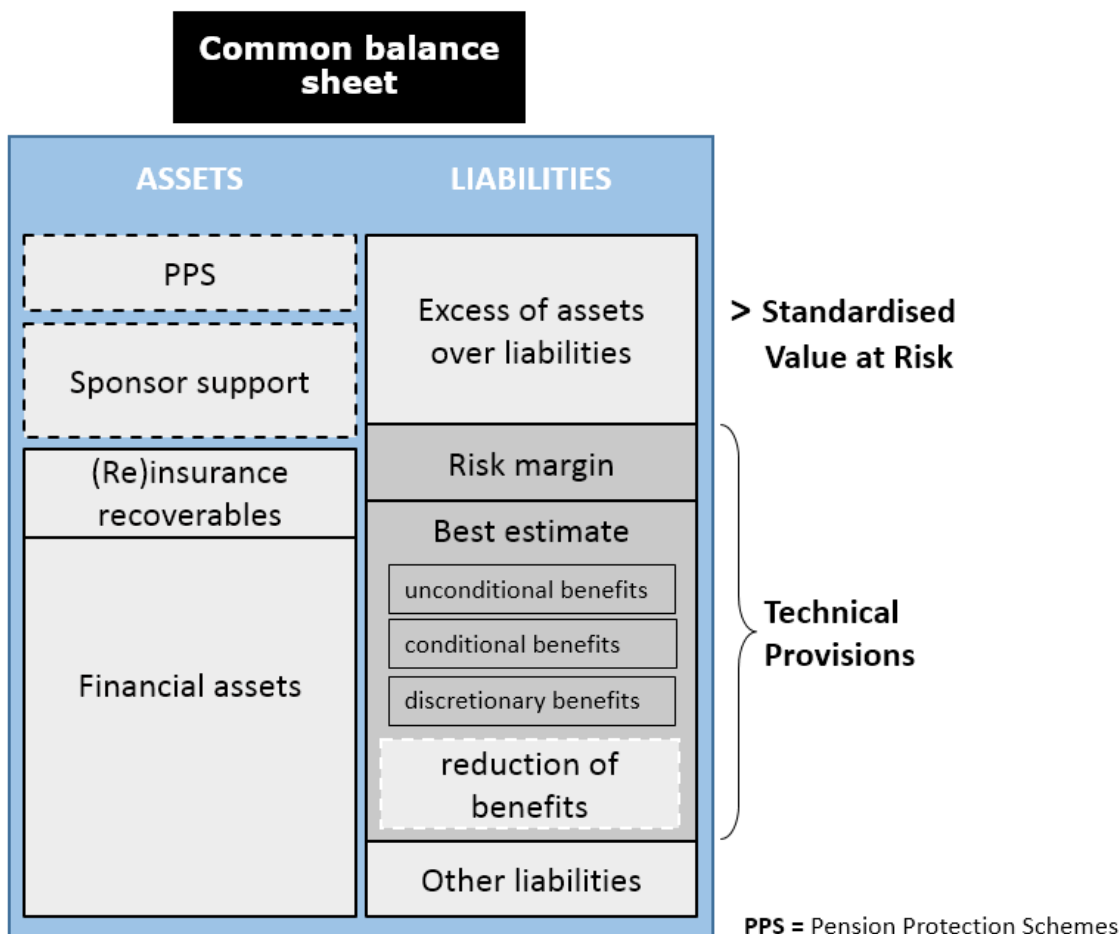 Common balance
sheet
ASSETS
LIABILITIES
PPS
Sponsor support
(Re)insurance
recoverables
Financial assets
Excess of assets
over liabilities
Risk margin
Best estimate
unconditional benefits
conditional benefits
discretionary benefits
reduction of
benefits
Other liabilities
> Standardised
Value at Risk
Technical
Provisions
PPS = Pension Protection Schemes